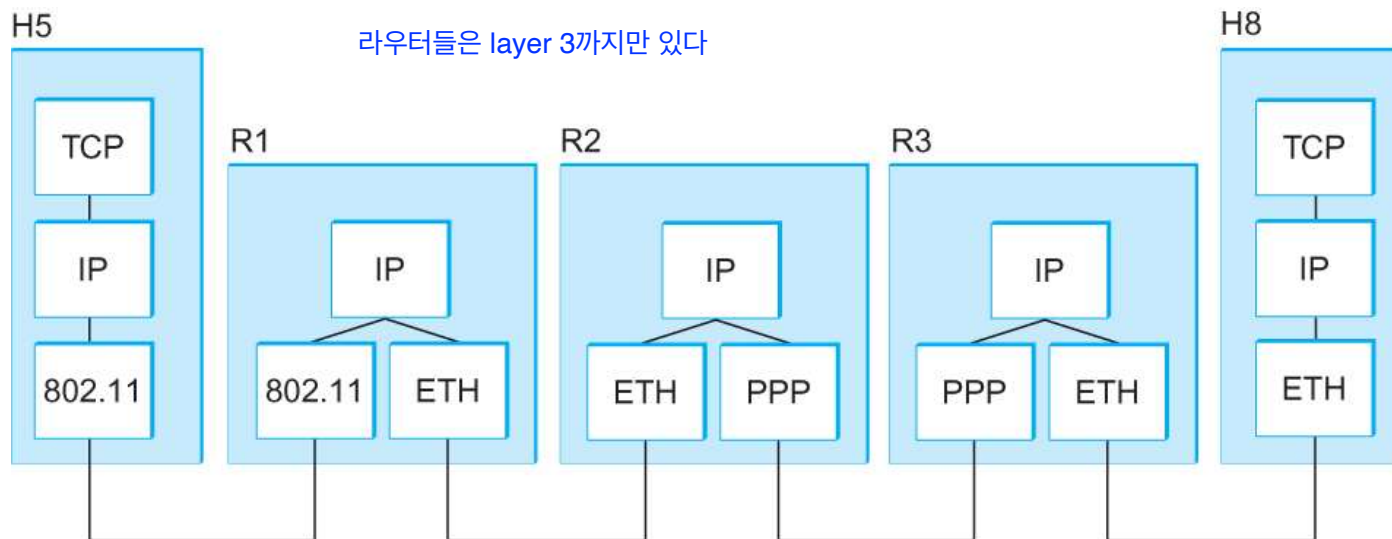 H5
라우터들은 layer 3까지만 있다
H8
TCP
R1
R2
R3
TCP
IP
IP
IP
IP
IP
802.11
802.11
ETH
ETH
PPP
PPP
ETH
ETH